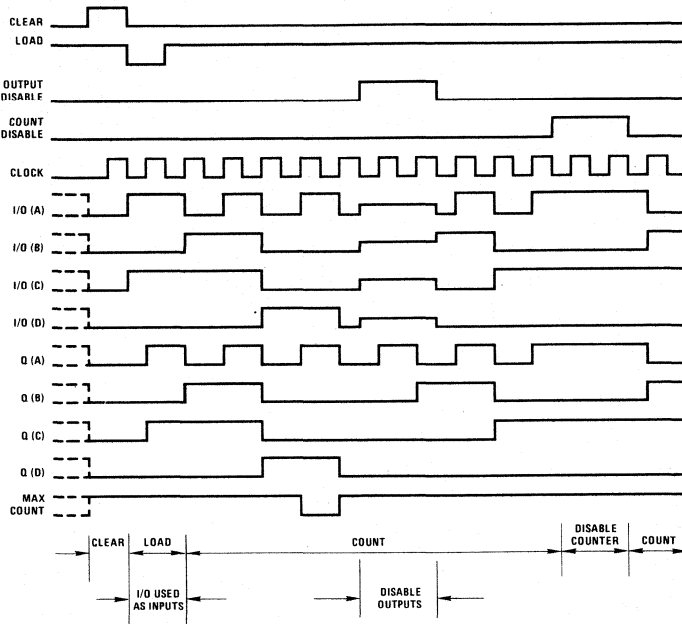 CLEAR
LOAD
OUTPUT
DISABLE
COUNT
DISABLE
CLOCK
I/O (A)
I/O (B)
I/O (C)
I/O (D)
Q (A)
Q (B)
Q (C)
Q (D)
MAX
COUNT
CLEAR
LOAD
COUNT
DISABLE
COUNTER
COUNT
I/O USED
AS INPUTS
DISABLE
OUTPUTS